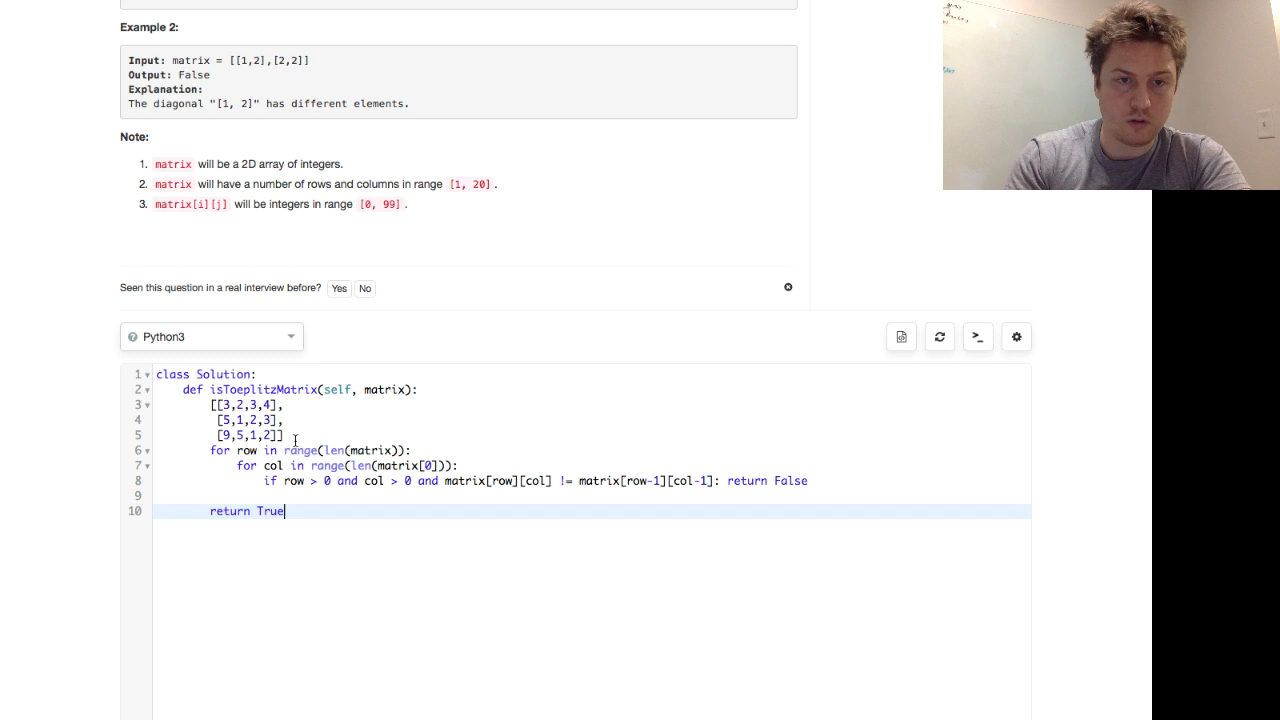 Example 2:
Input: matrix = [[1,2],[2,2]]
Output: False
Explanation:
The diagonal "[1, 2]" has different elements.
Note:
1. matrix will be a 2D array of integers.
2. matrix will have a number of rows and columns in range [1, 20] .
3. matrix[i][j] will be integers in range [0, 99] .
Seen this question in a real interview before? Yes No
Python3
1 class Solution:
2 def isToeplitzMatrix(self, matrix):
3 [[3,2,3,4],
4 [5,1,2,3],
5 [9,5,1,2]]
6 for row in range(len(matrix)):
7 for col in range(len(matrix[0])):
8 if row > 0 and col > 0 and matrix[row][col] != matrix[row-1][col-1]: return False
9
10 return True